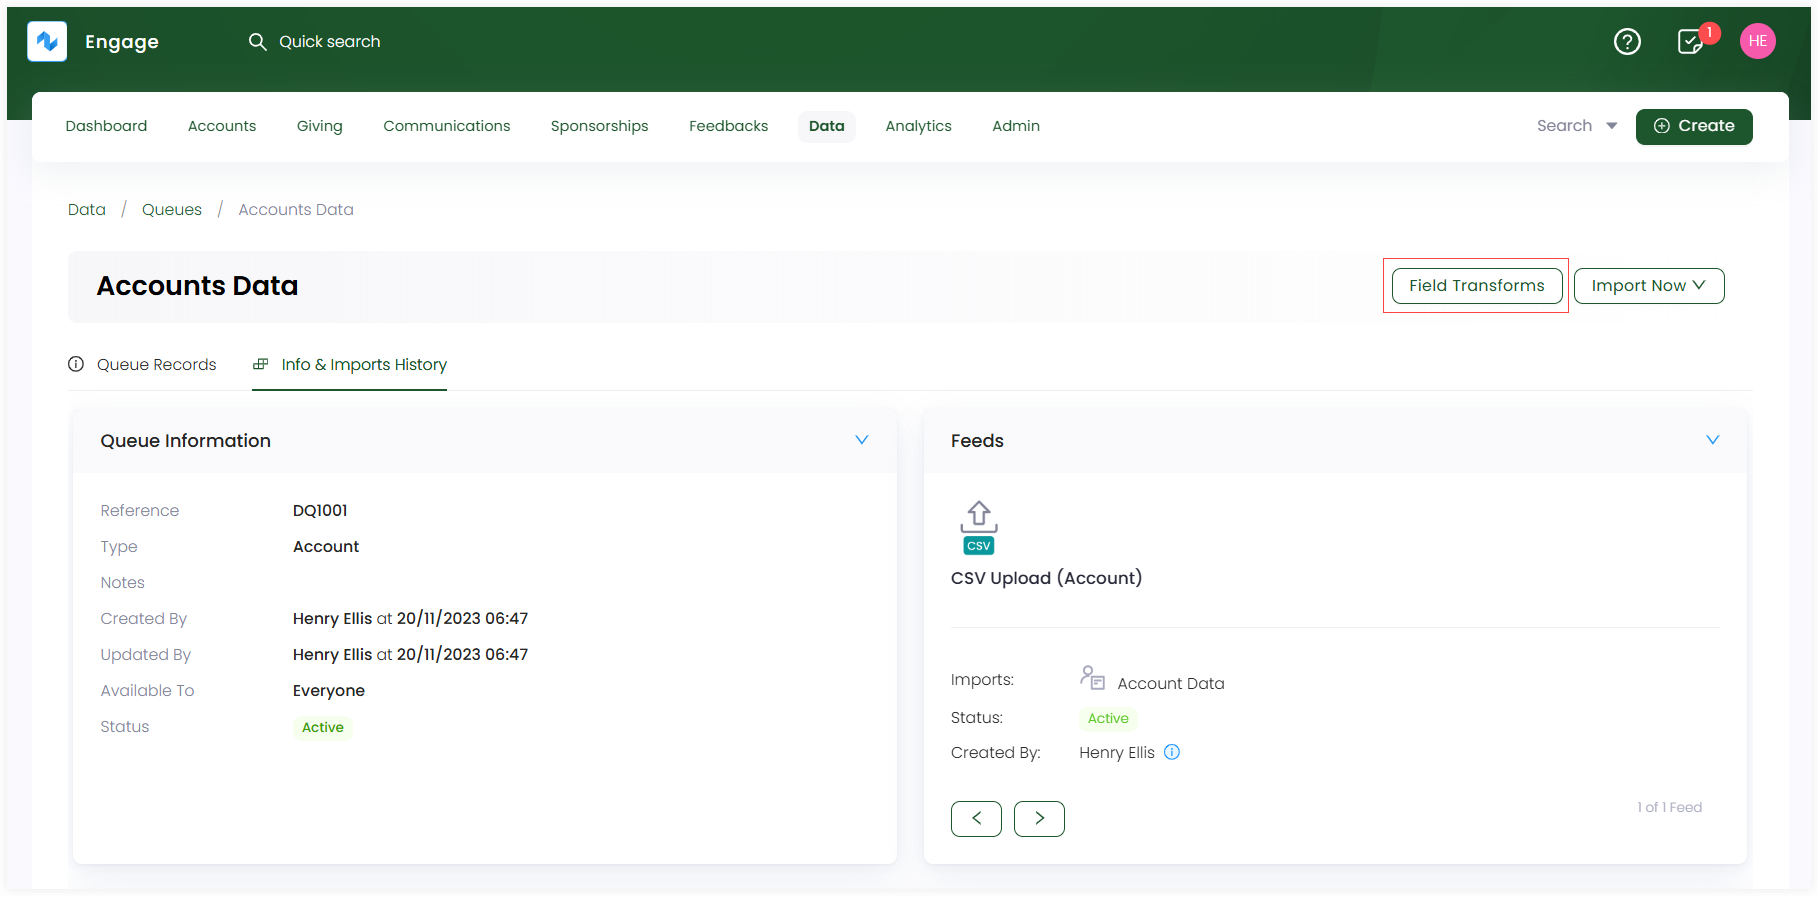 Engage
Quick search
1
HE
Dashboard Accounts Giving Communications Sponsorships Feedbacks Data Analytics Admin Search Create
Data / Queues / Accounts Data
Accounts Data
Field Transforms
Import Now
Queue Records
Info & Imports History
Queue Information
Reference DQ1001
Type Account
Notes
Created By Henry Ellis at 20/11/2023 06:47
Updated By Henry Ellis at 20/11/2023 06:47
Available To Everyone
Status Active
Feeds
CSV
CSV Upload (Account)
Imports: Account Data
Status: Active
Created By: Henry Ellis
1 of 1 Feed